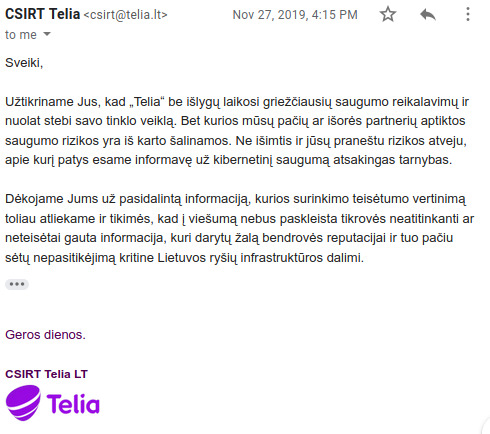 CSIRT Telia <csirt@telia.lt> Nov 27, 2019, 4:15 PM
to me
Sveiki,
Užtikriname Jus, kad „Telia“ be išlygų laikosi griežčiausių saugumo reikalavimų ir
nuolat stebi savo tinklo veiklą. Bet kurios mūsų pačių ar išorės partnerių aptiktos
saugumo rizikos yra iš karto šalinamos. Ne išimtis ir jūsų praneštu rizikos atveju,
apie kurį patys esame informavę už kibernetinį saugumą atsakingas tarnybas.
Dėkojame Jums už pasidalintą informaciją, kurios surinkimo teisėtumo vertinimą
toliau atliekame ir tikimės, kad į viešumą nebus paskleista tikrovės neatitinkanti ar
neteisėtai gauta informacija, kuri darytų žalą bendrovės reputacijai ir tuo pačiu
sėtų nepasitikėjimą kritine Lietuvos ryšių infrastruktūros dalimi.
Geros dienos.
CSIRT Telia LT
Telia